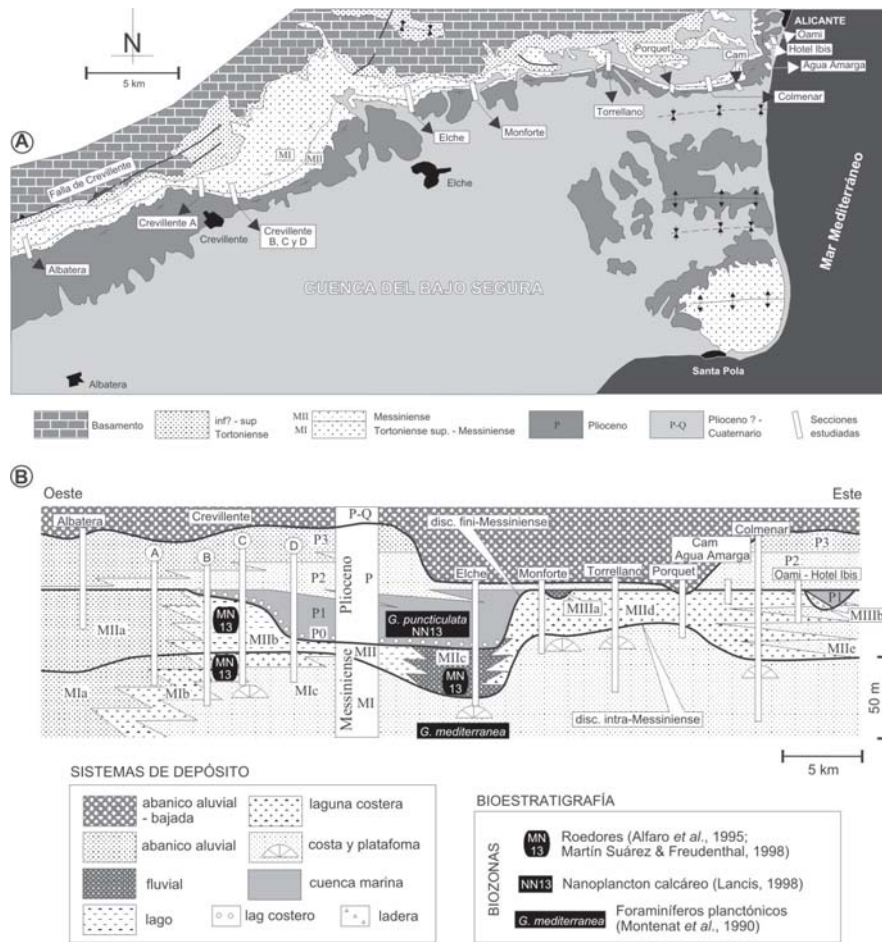 A
N
5 km
ALICANTE
Oami
Hotel Ibis
Agua Amarga
Porquet
Cam
Colmenar
Torrellano
Monforte
Elche
Elche
MI
MII
Falla de Crevillente
Crevillente A
Crevillente
Crevillente
B, C y D
Albatera
CUENCA DEL BAJO SEGURA
Mar Mediterráneo
Albatera
Santa Pola
Basamento
inf? - sup
Tortoniense
MII
MI
Messiniense
Tortoniense sup. - Messiniense
P
Plioceno
P-Q
Plioceno ? -
Cuaternario
Secciones
estudiadas
B
Oeste
Este
Albatera
Crevillente
P-Q
disc. fini-Messiniense
Colmenar
A
B
C
D
P3
P2
P1
P0
Plioceno
P
Elche
Monforte
Torrellano
Porquet
Cam
Agua Amarga
P3
P2
Oami - Hotel Ibis
P1
MIIa
MN
13
MIIb
G. puncticulata
NN13
MIIIa
MIId
MIIIb
MIIe
MII
MIIc
MN
13
MN
13
MIa
MIb
MIc
Messiniense
MI
G. mediterranea
disc. intra-Messiniense
50 m
5 km
SISTEMAS DE DEPÓSITO
abanico aluvial
- bajada
laguna costera
abanico aluvial
costa y platafoma
fluvial
cuenca marina
lago
lag costero
ladera
BIOESTRATIGRAFÍA
BIOZONAS
MN
13
Roedores (Alfaro et al., 1995;
Martín Suárez & Freudenthal, 1998)
NN13
Nanoplancton calcáreo (Lancis, 1998)
G. mediterranea
Foraminíferos planctónicos
(Montenat et al., 1990)